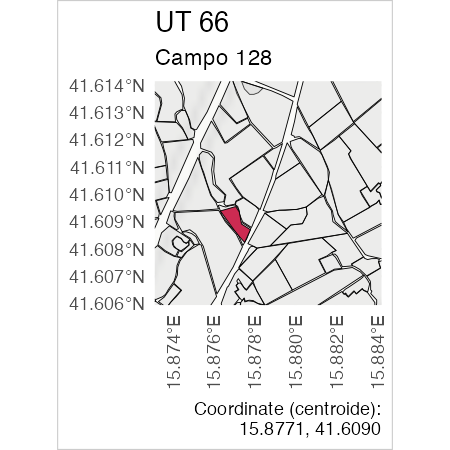 UT 66
Campo 128
41.614°N
41.613°N
41.612°N
41.611°N
41.610°N
41.609°N
41.608°N
41.607°N
41.606°N
15.874°E
15.876°E
15.878°E
15.880°E
15.882°E
15.884°E
Coordinate (centroide):
15.8771, 41.6090